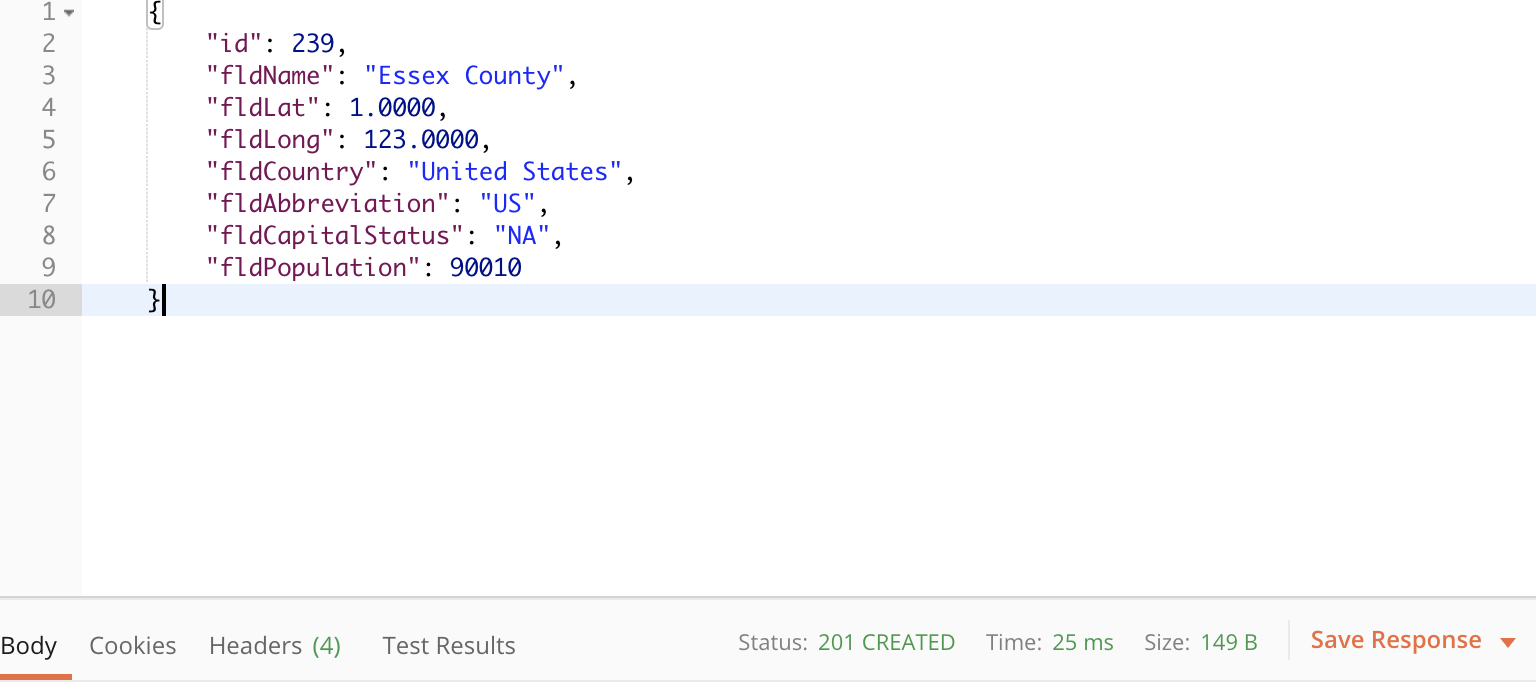 1 {
2 "id": 239,
3 "fldName": "Essex County",
4 "fldLat": 1.0000,
5 "fldLong": 123.0000,
6 "fldCountry": "United States",
7 "fldAbbreviation": "US",
8 "fldCapitalStatus": "NA",
9 "fldPopulation": 90010
10 }
Body Cookies Headers (4) Test Results Status: 201 CREATED Time: 25 ms Size: 149 B Save Response